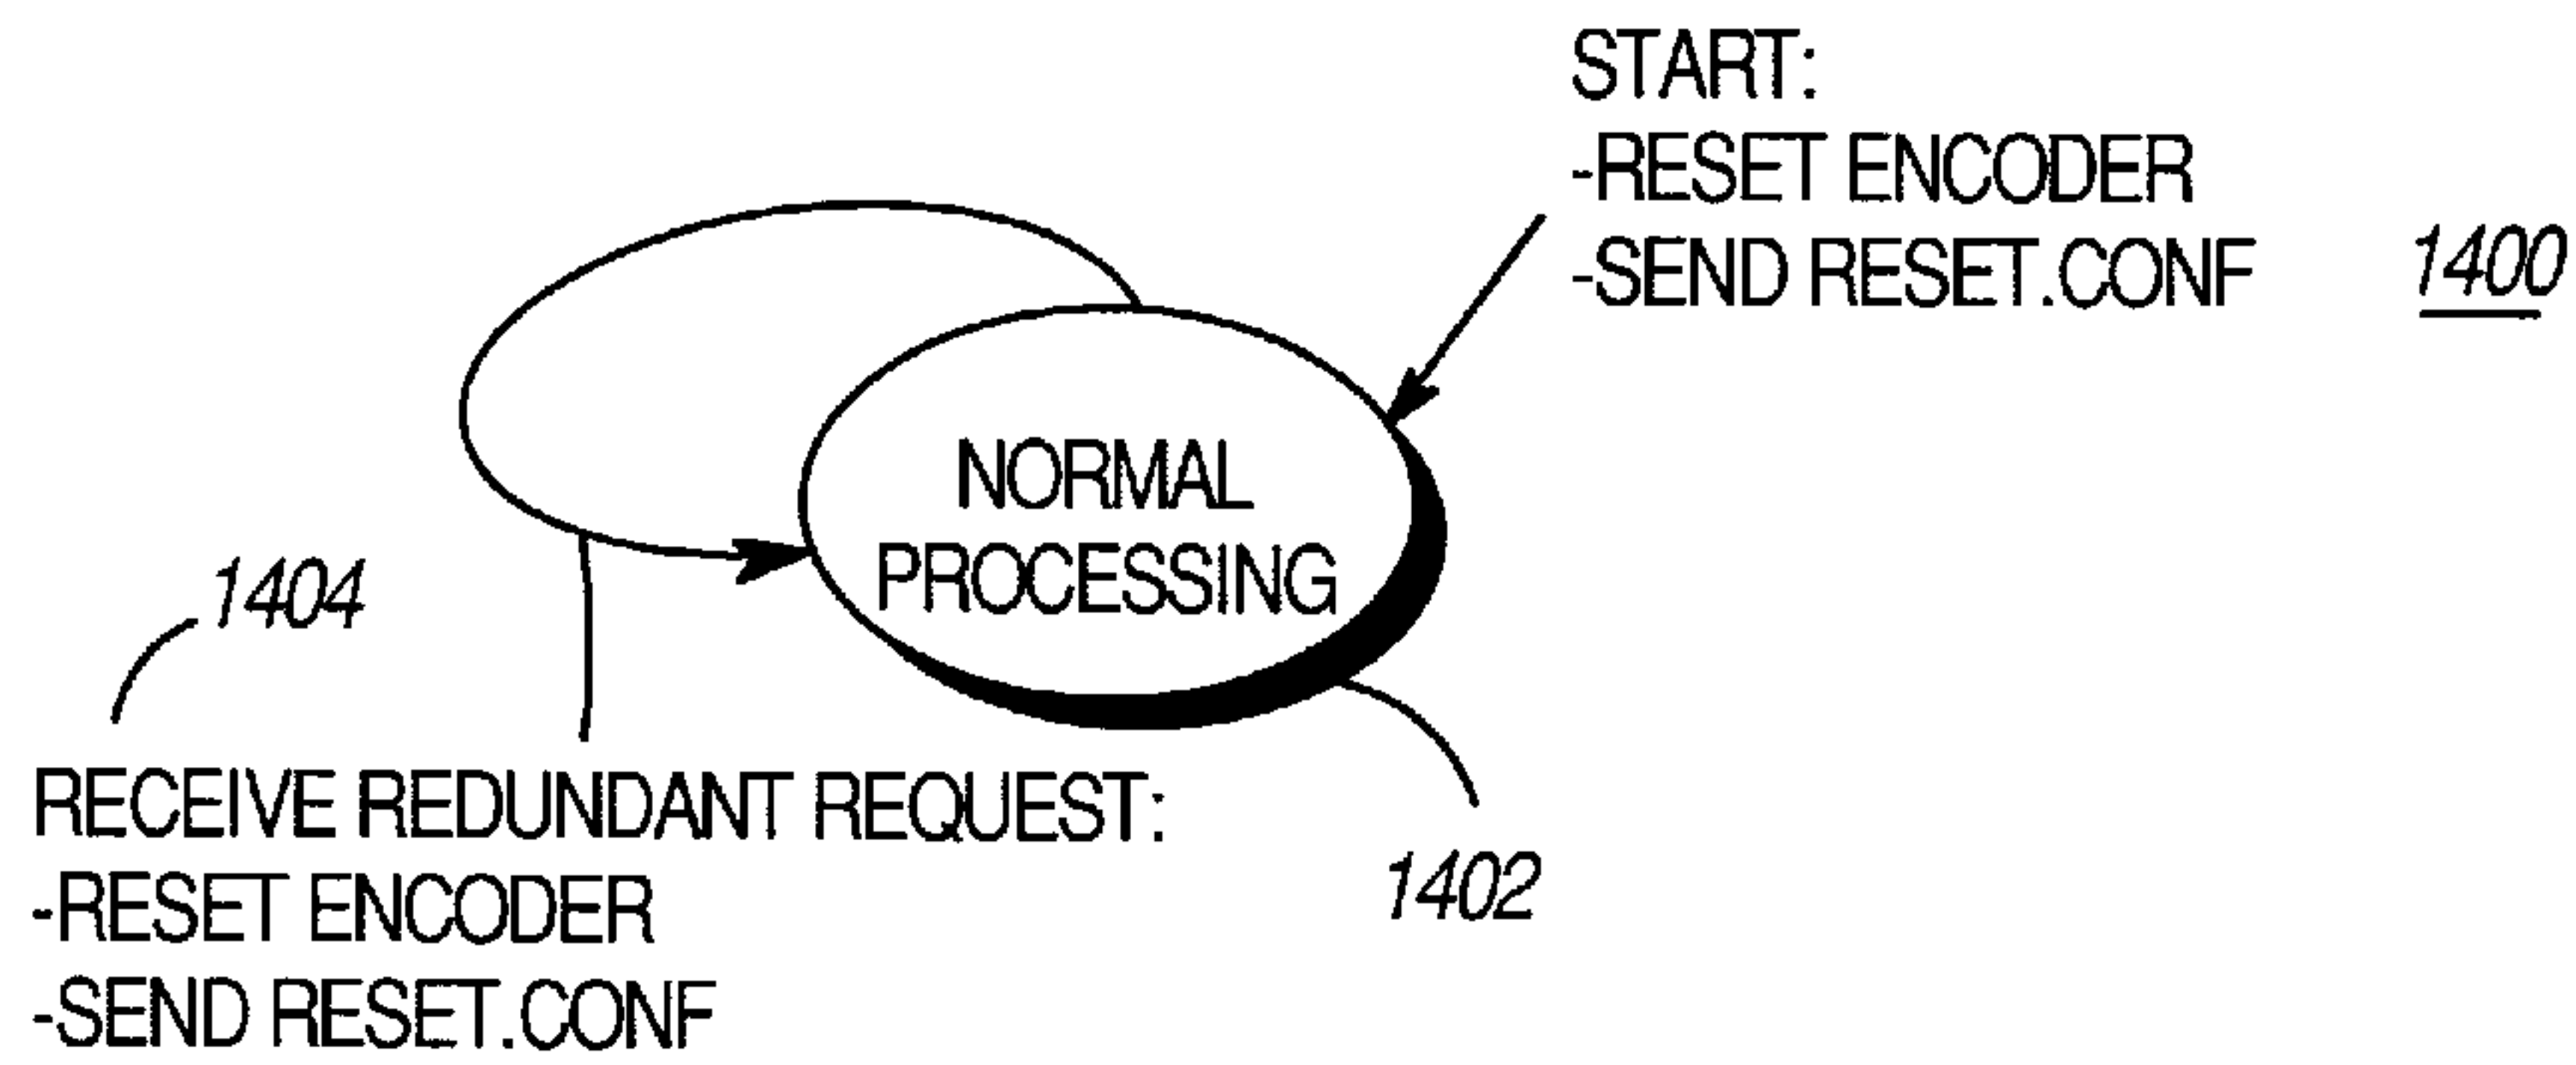 START:
-RESET ENCODER
-SEND RESET.CONF
1400
NORMAL
PROCESSING
1404
RECEIVE REDUNDANT REQUEST:
-RESET ENCODER
-SEND RESET.CONF
1402